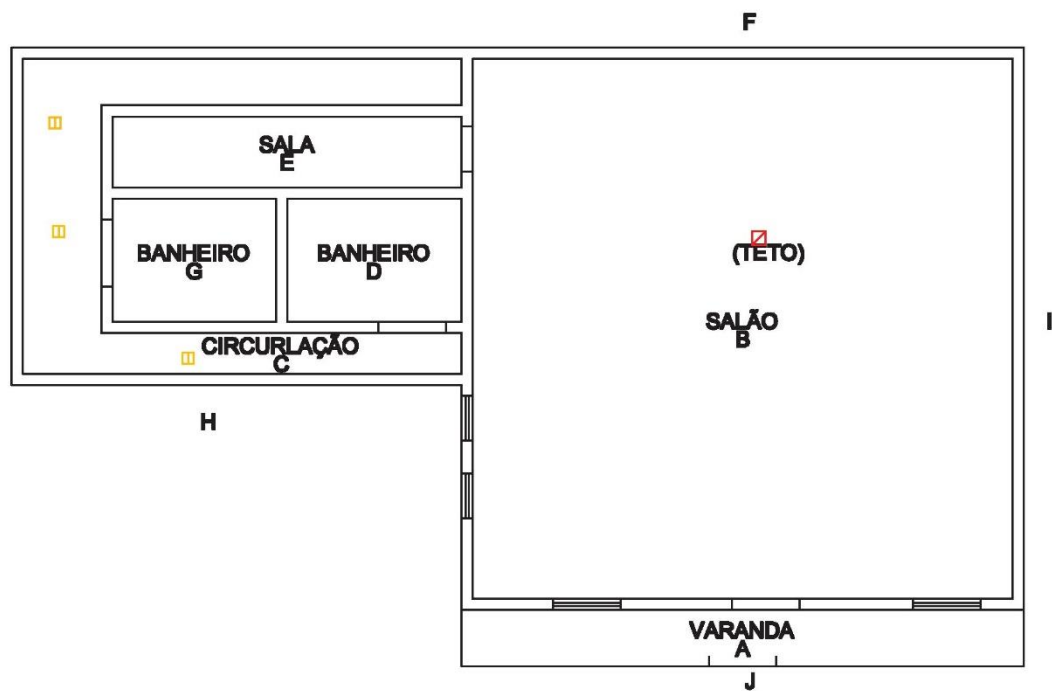 F
SALA
E
(TETO)
BANHEIRO
G
BANHEIRO
D
SALÃO
B
I
CIRCURLAÇÃO
C
H
VARANDA
A
J